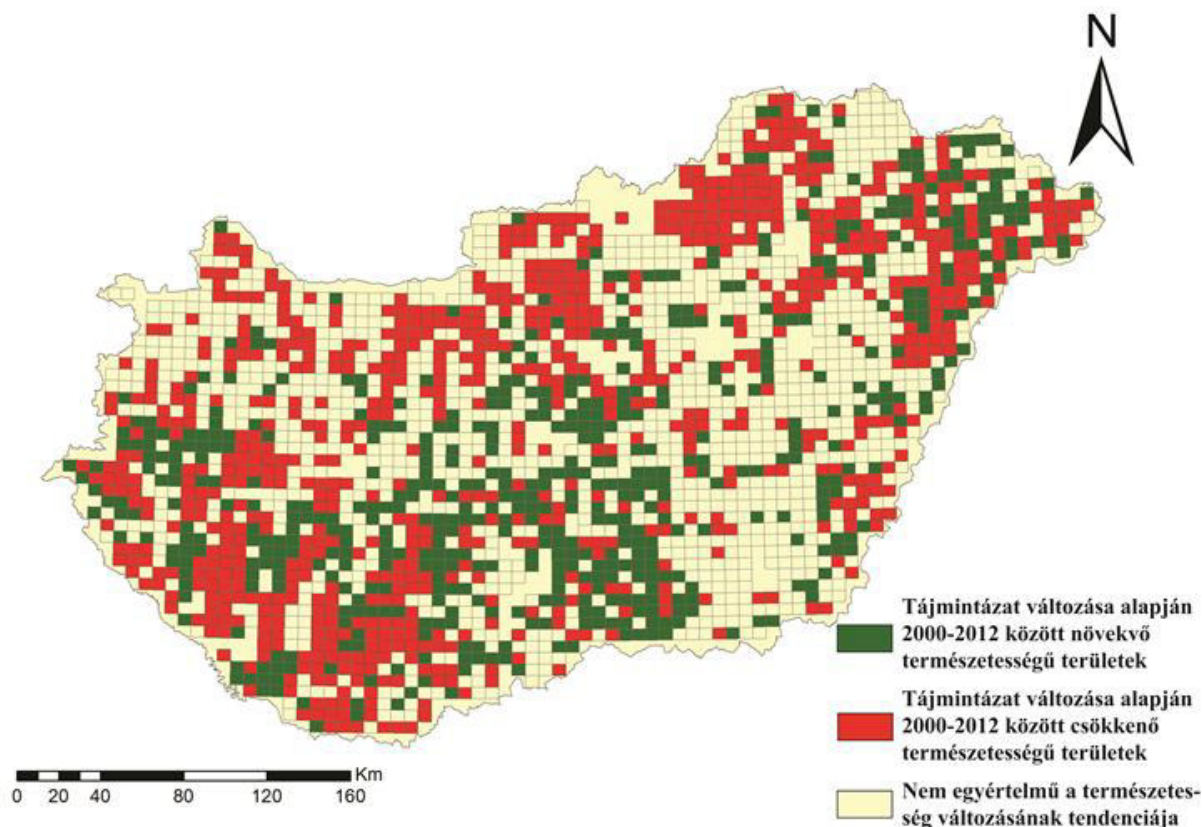 N
Tájmintázat változása alapján
2000-2012 között növekvő
természetességű területek
Tájmintázat változása alapján
2000-2012 között csökkenő
természetességű területek
Nem egyértelmű a természetes-
ség változásának tendenciája
Km
0 20 40 80 120 160